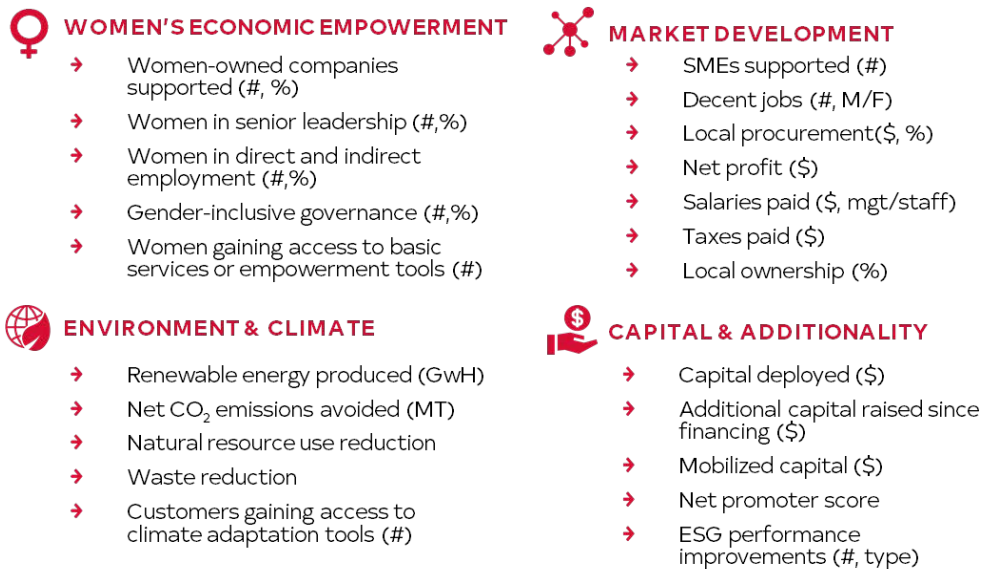 WOMEN'S ECONOMIC EMPOWERMENT
Women-owned companies
supported (#, %)
Women in senior leadership (#,%)
Women in direct and indirect
employment (#,%)
Gender-inclusive governance (#,%)
Women gaining access to basic
services or empowerment tools (#)
MARKET DEVELOPMENT
SMEs supported (#)
Decent jobs (#, M/F)
Local procurement($, %)
Net profit ($)
Salaries paid ($, mgt/staff)
Taxes paid ($)
Local ownership (%)
ENVIRONMENT & CLIMATE
Renewable energy produced (GwH)
Net CO₂ emissions avoided (MT)
Natural resource use reduction
Waste reduction
Customers gaining access to
climate adaptation tools (#)
$
CAPITAL & ADDITIONALITY
Capital deployed ($)
Additional capital raised since
financing ($)
Mobilized capital ($)
Net promoter score
ESG performance
improvements (#, type)